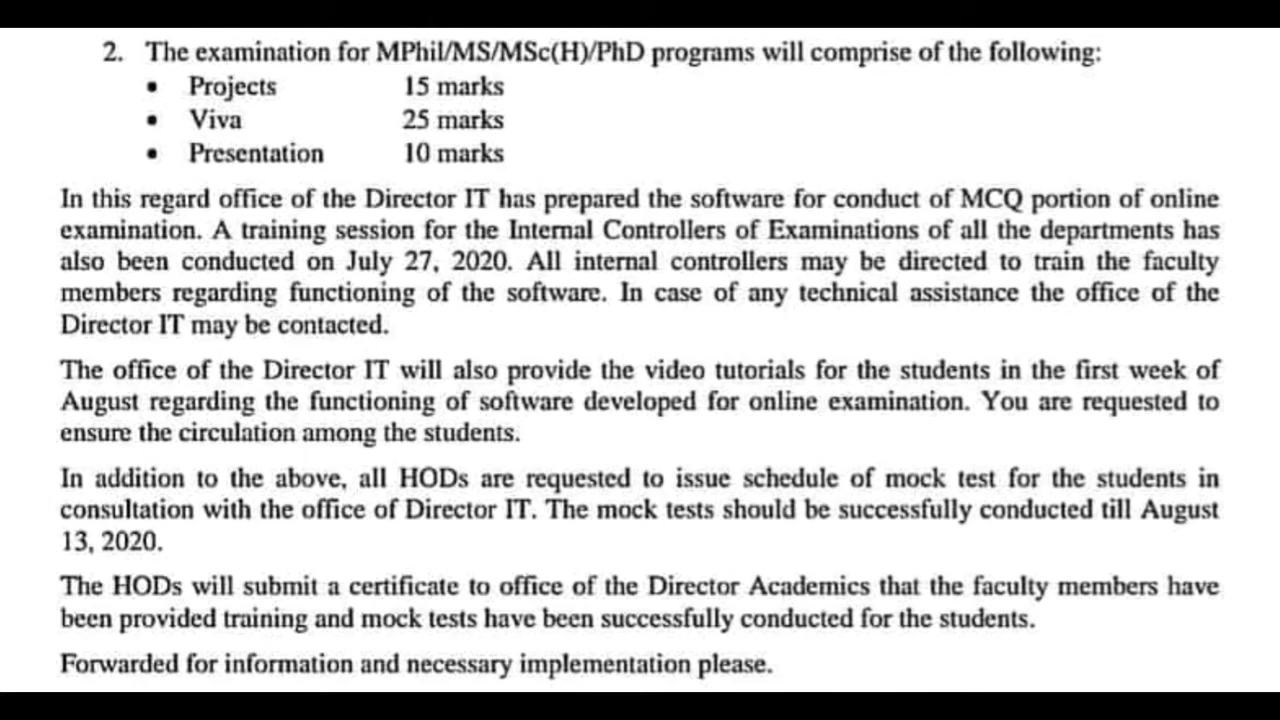 2. The examination for MPhil/MS/MSc(H)/PhD programs will comprise of the following:
• Projects 15 marks
• Viva 25 marks
• Presentation 10 marks
In this regard office of the Director IT has prepared the software for conduct of MCQ portion of online
examination. A training session for the Internal Controllers of Examinations of all the departments has
also been conducted on July 27, 2020. All internal controllers may be directed to train the faculty
members regarding functioning of the software. In case of any technical assistance the office of the
Director IT may be contacted.
The office of the Director IT will also provide the video tutorials for the students in the first week of
August regarding the functioning of software developed for online examination. You are requested to
ensure the circulation among the students.
In addition to the above, all HODs are requested to issue schedule of mock test for the students in
consultation with the office of Director IT. The mock tests should be successfully conducted till August
13, 2020.
The HODs will submit a certificate to office of the Director Academics that the faculty members have
been provided training and mock tests have been successfully conducted for the students.
Forwarded for information and necessary implementation please.